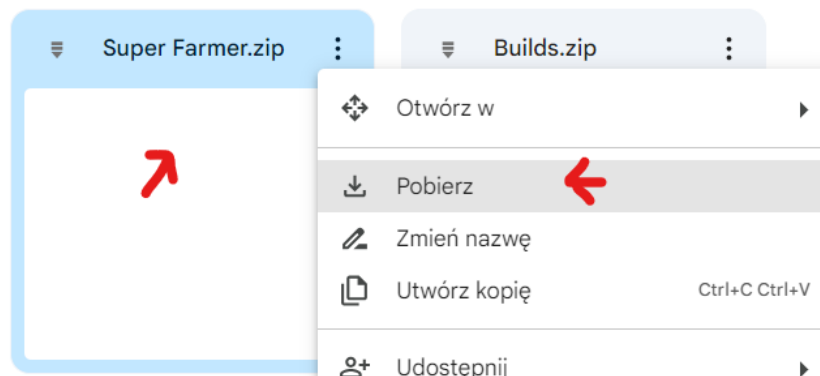 Super Farmer.zip
Builds.zip
Otwórz w
Pobierz
Zmień nazwę
Utwórz kopię Ctrl+C Ctrl+V
Udostępnij